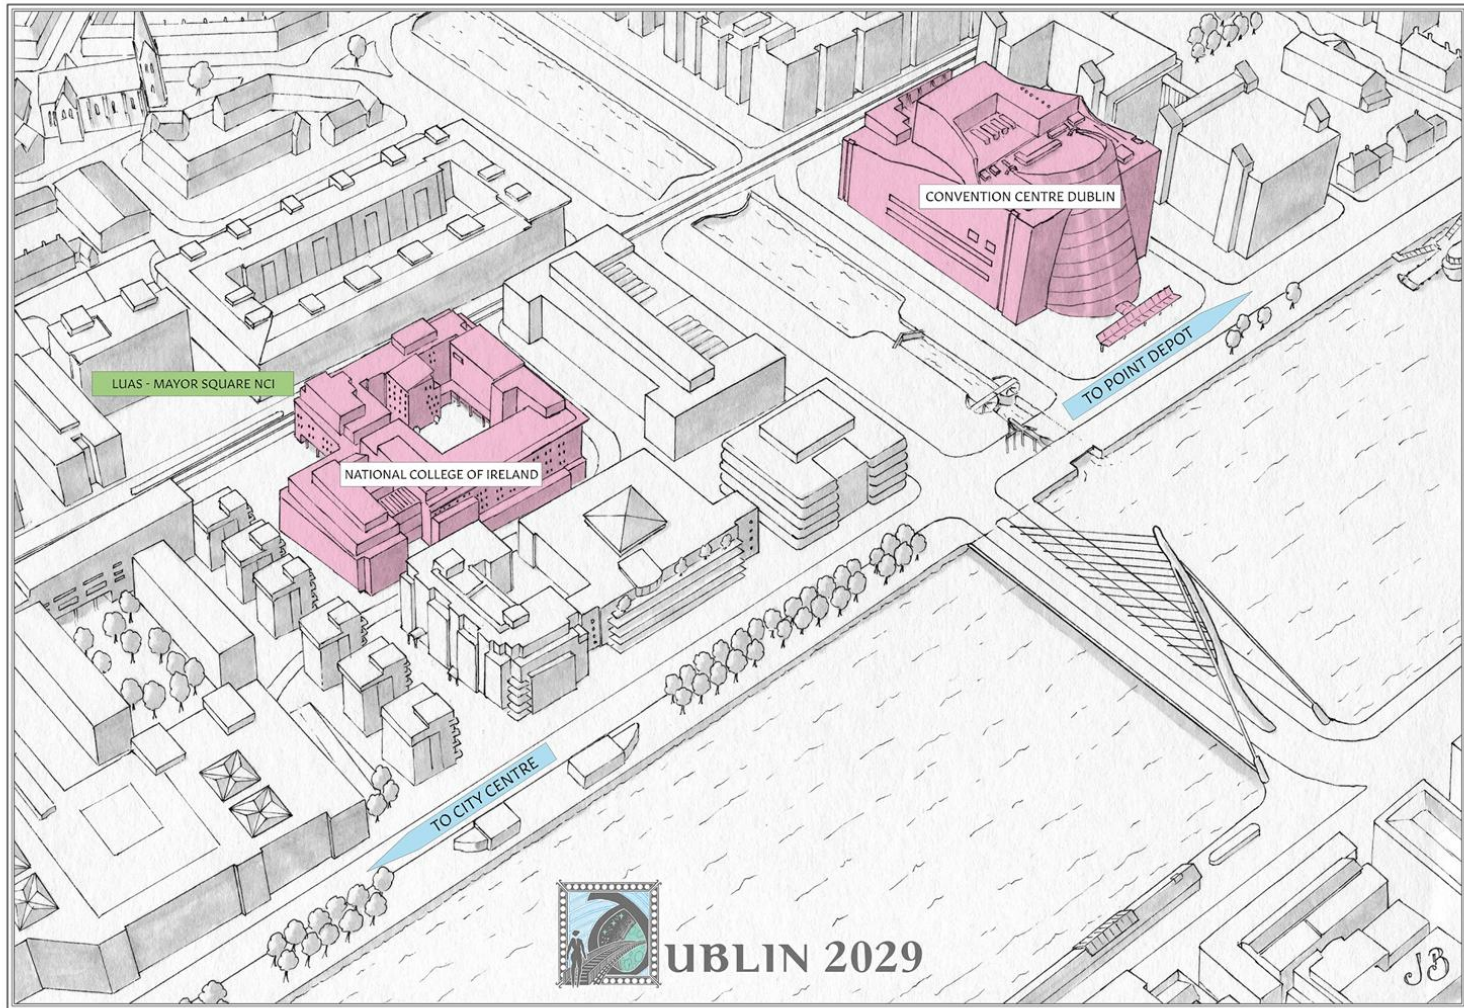 CONVENTION CENTRE DUBLIN
TO POINT DEPOT
LUAS - MAYOR SQUARE NCI
NATIONAL COLLEGE OF IRELAND
TO CITY CENTRE
DUBLIN 2029
JB